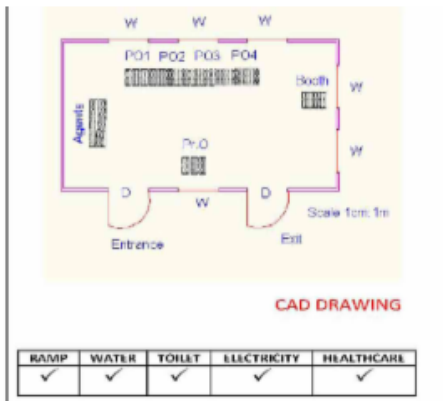 W W W
PO1 PO2 PO3 PO4
Booth
W
Agents
Pr.O
W
D W D
Scale 1cm: 1m
Entrance Exit
CAD DRAWING
RAMP WATER TOILET ELECTRICITY HEALTHCARE
✓ ✓ ✓ ✓ ✓